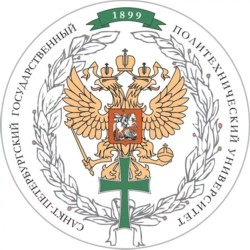 1899
САНКТ-ПЕТЕРБУРГСКИЙ ГОСУДАРСТВЕННЫЙ ПОЛИТЕХНИЧЕСКИЙ УНИВЕРСИТЕТ